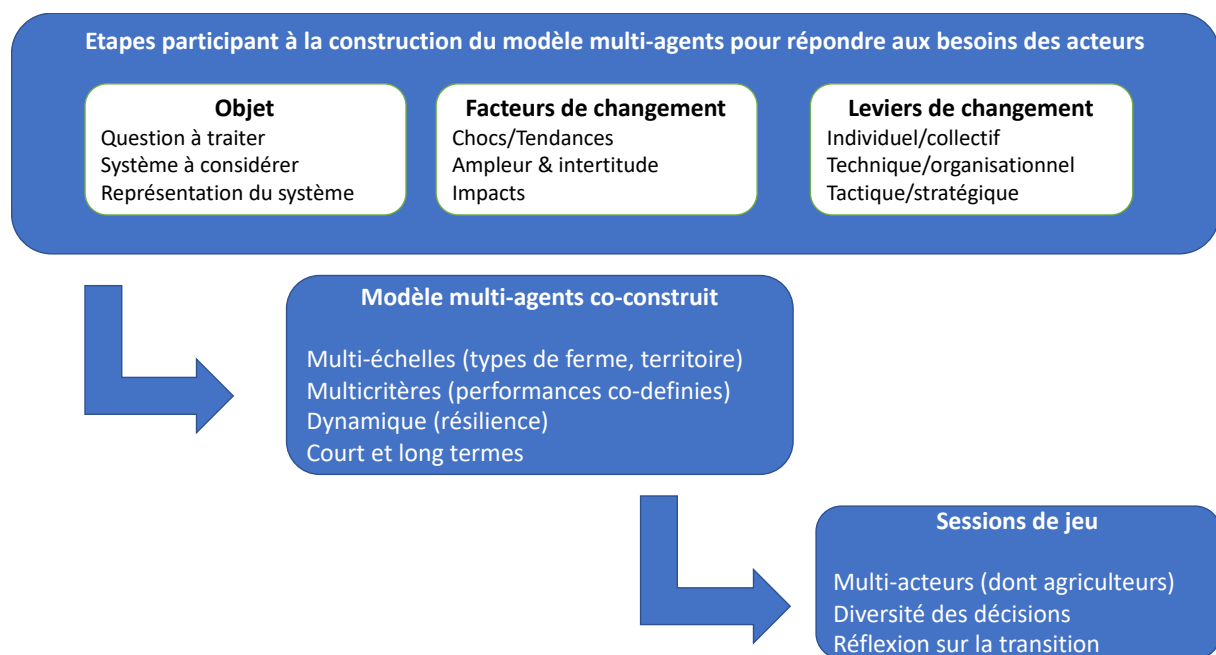 Etapes participant à la construction du modèle multi-agents pour répondre aux besoins des acteurs
Objet
Question à traiter
Système à considérer
Représentation du système
Facteurs de changement
Chocs/Tendances
Ampleur & intertitude
Impacts
Leviers de changement
Individuel/collectif
Technique/organisationnel
Tactique/stratégique
Modèle multi-agents co-construit
Multi-échelles (types de ferme, territoire)
Multicritères (performances co-definies)
Dynamique (résilience)
Court et long termes
Sessions de jeu
Multi-acteurs (dont agriculteurs)
Diversité des décisions
Réflexion sur la transition